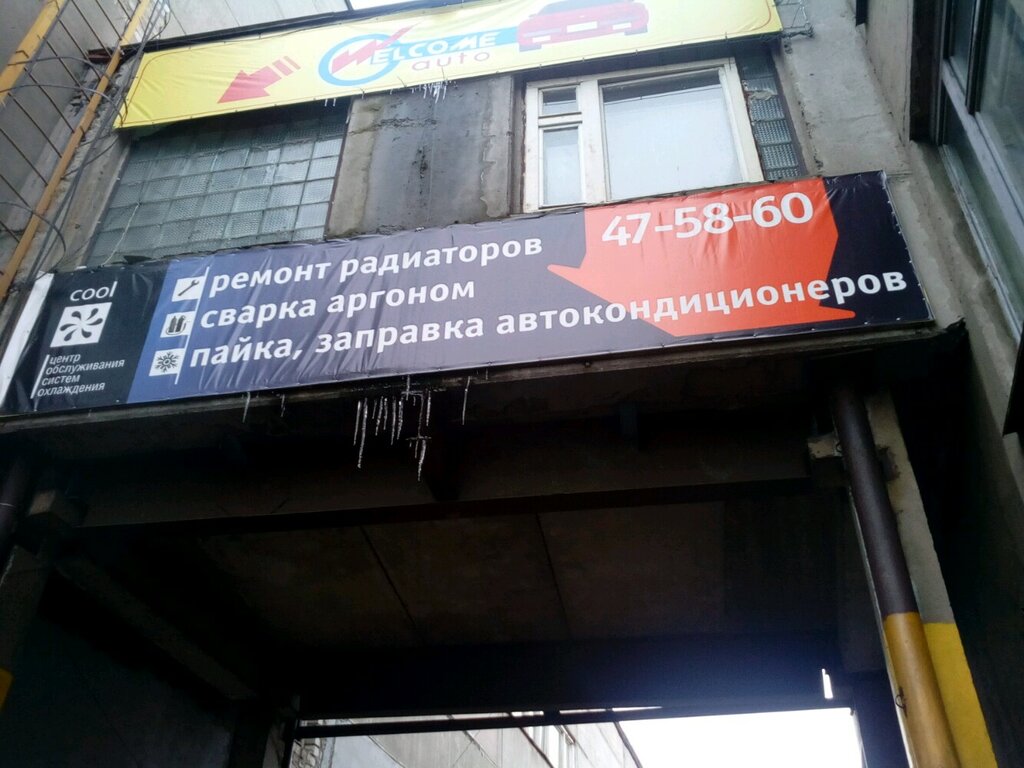 WELCOME
auto
cool
центр
обслуживания
систем
охлаждения
ремонт радиаторов
сварка аргоном
пайка, заправка автокондиционеров
47-58-60